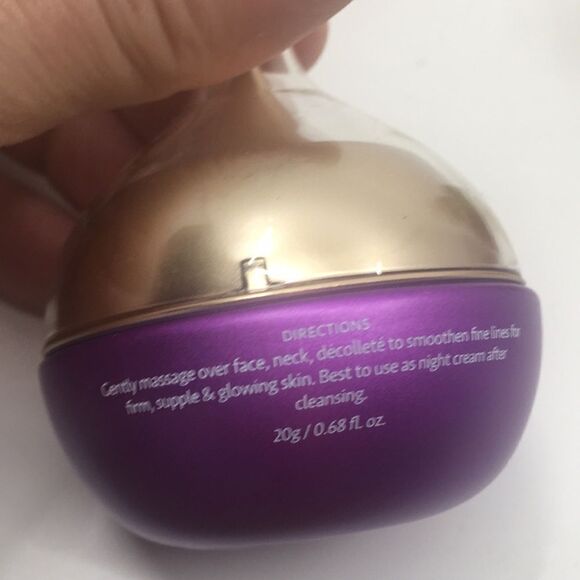 DIRECTIONS
Gently massage over face, neck, décolleté to smoothen fine lines for
firm, supple & glowing skin. Best to use as night cream after
cleansing.
20g / 0.68 fl. oz.